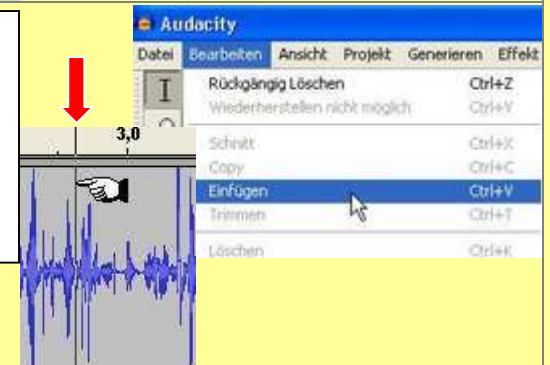 Audacity
Datei Bearbeiten Ansicht Projekt Generieren Effekt
Rückgängig Löschen Ctrl+Z
Wiederherstellen nicht möglich Ctrl+Y
Schnitt Ctrl+X
Copy Ctrl+C
Einfügen Ctrl+V
Trimmen Ctrl+T
Löschen Ctrl+K
3,0